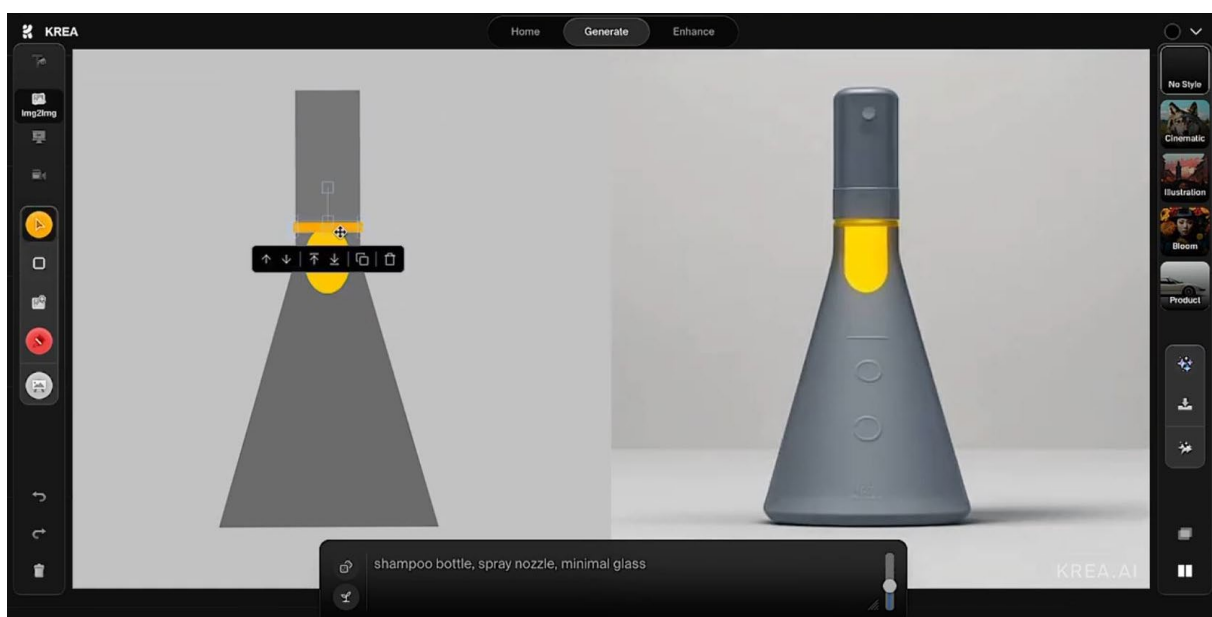 KREA
Home
Generate
Enhance
Img2Img
No Style
Cinematic
Illustration
Bloom
Product
shampoo bottle, spray nozzle, minimal glass
KREA.AI